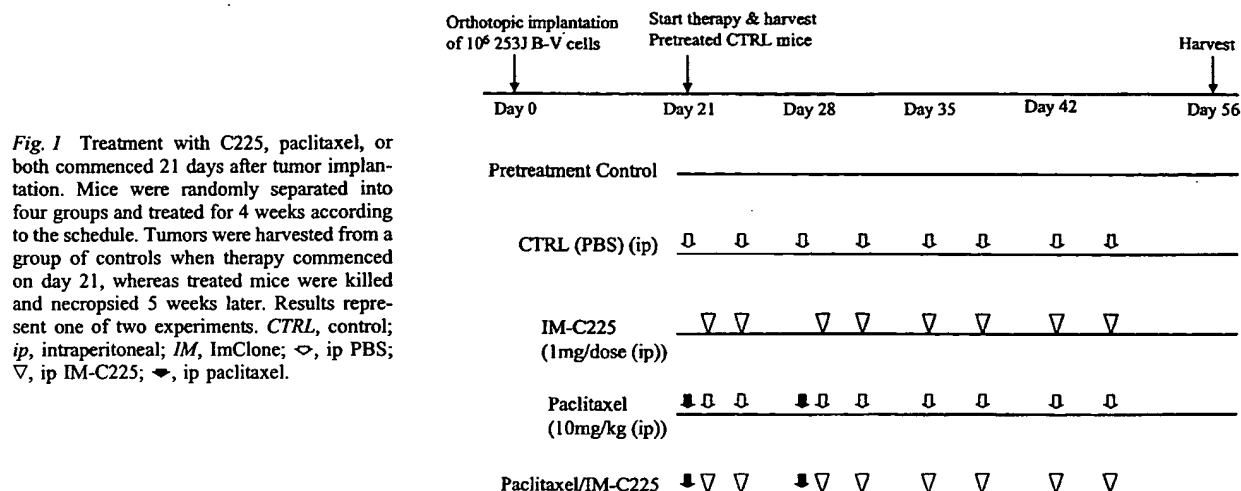 Orthotopic implantation
of 10⁶ 253J B-V cells
Start therapy & harvest
Pretreated CTRL mice
Harvest
Day 0
Day 21
Day 28
Day 35
Day 42
Day 56
Fig. 1 Treatment with C225, paclitaxel, or
both commenced 21 days after tumor implan-
tation. Mice were randomly separated into
four groups and treated for 4 weeks according
to the schedule. Tumors were harvested from a
group of controls when therapy commenced
on day 21, whereas treated mice were killed
and necropsied 5 weeks later. Results repre-
sent one of two experiments. CTRL, control;
ip, intraperitoneal; IM, ImClone; ⇩, ip PBS;
▽, ip IM-C225; ⬇, ip paclitaxel.
Pretreatment Control
CTRL (PBS) (ip)
IM-C225
(1mg/dose (ip))
Paclitaxel
(10mg/kg (ip))
Paclitaxel/IM-C225